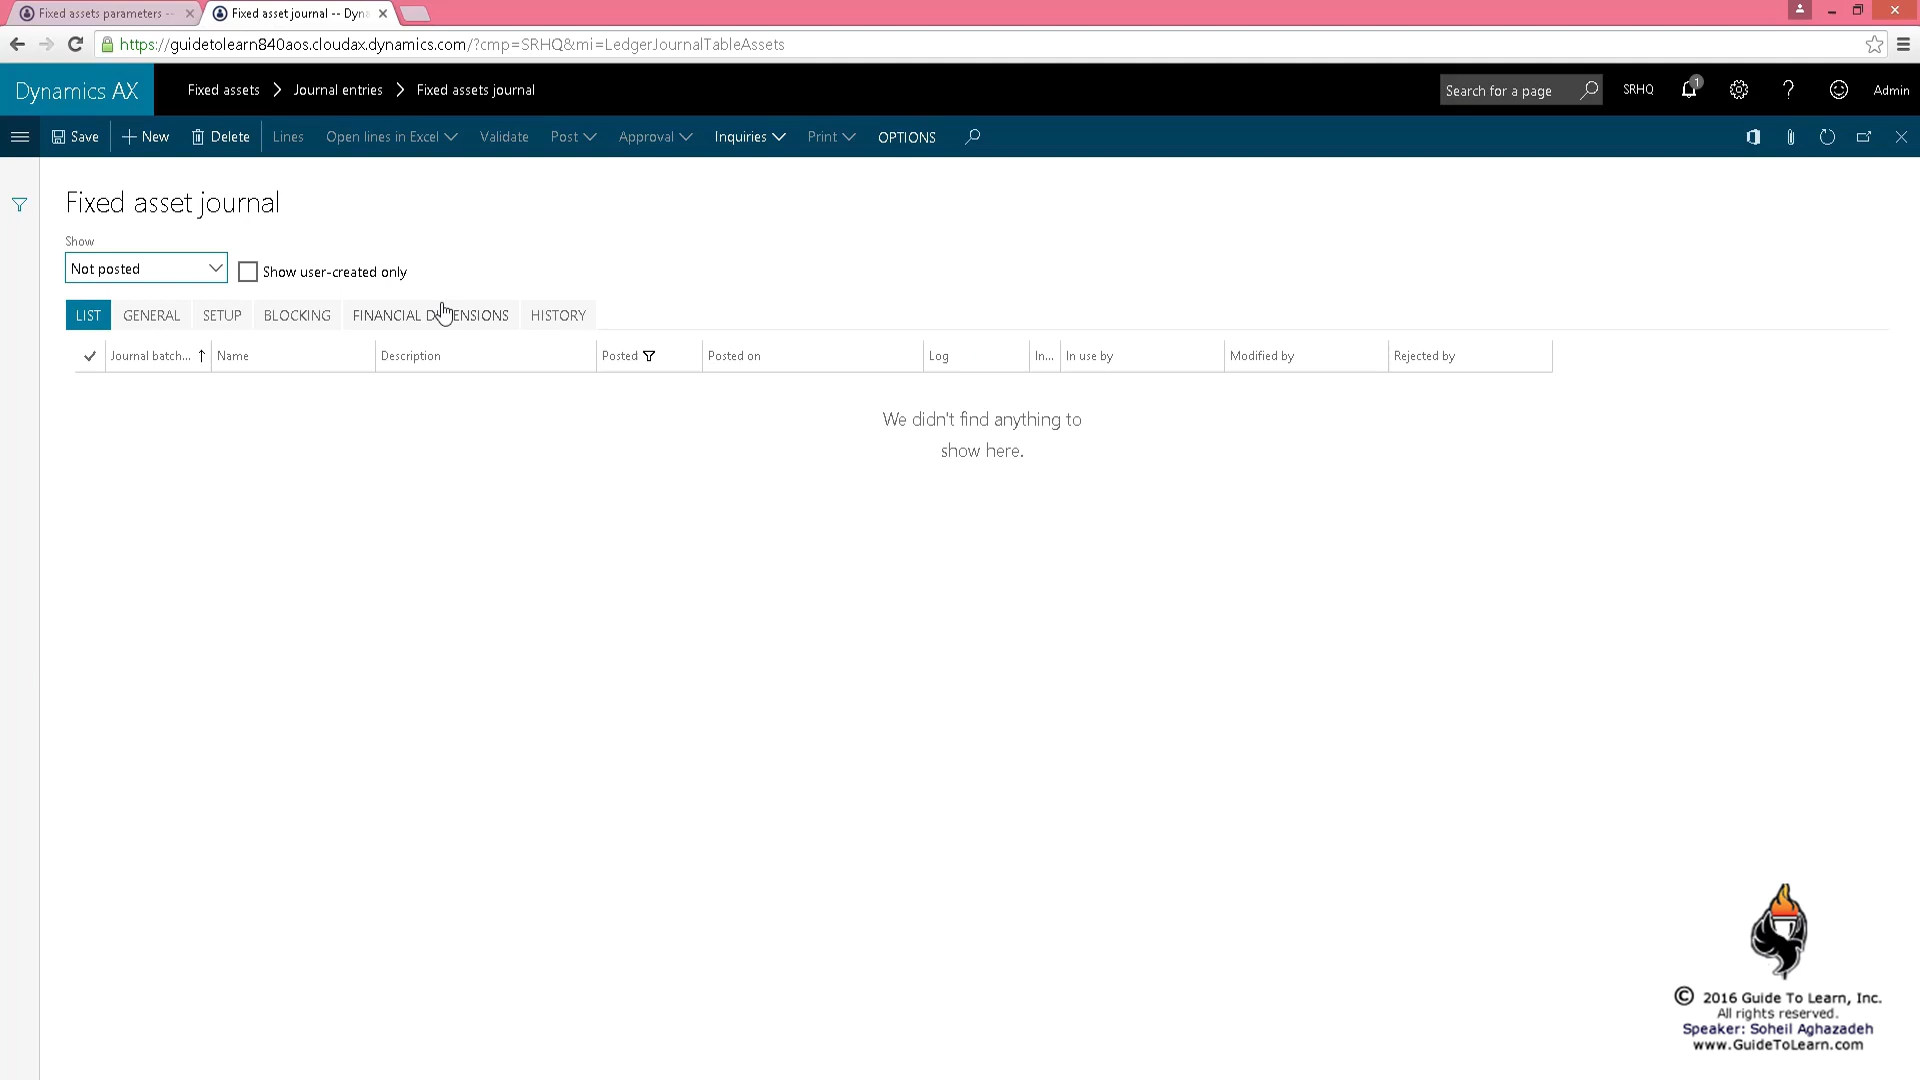 Fixed assets parameters --
Fixed asset journal -- Dyna
https://guidetolearn840aos.cloudax.dynamics.com/?cmp=SRHQ&mi=LedgerJournalTableAssets
Dynamics AX
Fixed assets > Journal entries > Fixed assets journal
Search for a page
SRHQ
1
?
Admin
Save
+ New
Delete
Lines
Open lines in Excel
Validate
Post
Approval
Inquiries
Print
OPTIONS
Fixed asset journal
Show
Not posted
Show user-created only
LIST GENERAL SETUP BLOCKING FINANCIAL DIMENSIONS HISTORY
Journal batch... Name Description Posted Posted on Log In... In use by Modified by Rejected by
We didn't find anything to
show here.
© 2016 Guide To Learn, Inc.
All rights reserved.
Speaker: Soheil Aghazadeh
www.GuideToLearn.com